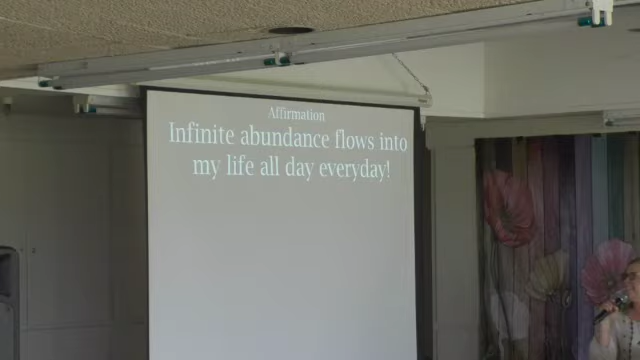 Affirmation
Infinite abundance flows into
my life all day everyday!